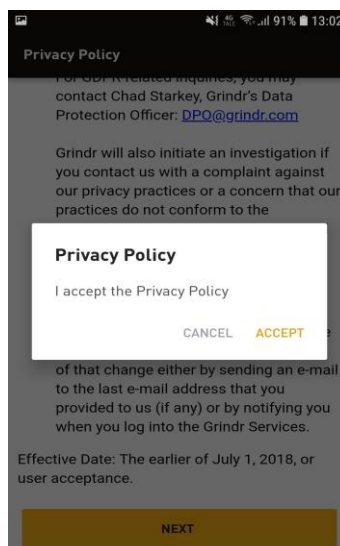 4G
91% 13:02
Privacy Policy
For GDPR-related inquiries, you may
contact Chad Starkey, Grindr's Data
Protection Officer: DPO@grindr.com
Grindr will also initiate an investigation if
you contact us with a complaint against
our privacy practices or a concern that our
practices do not conform to the
Privacy Policy
I accept the Privacy Policy
CANCEL ACCEPT
of that change either by sending an e-mail
to the last e-mail address that you
provided to us (if any) or by notifying you
when you log into the Grindr Services.
Effective Date: The earlier of July 1, 2018, or
user acceptance.
NEXT